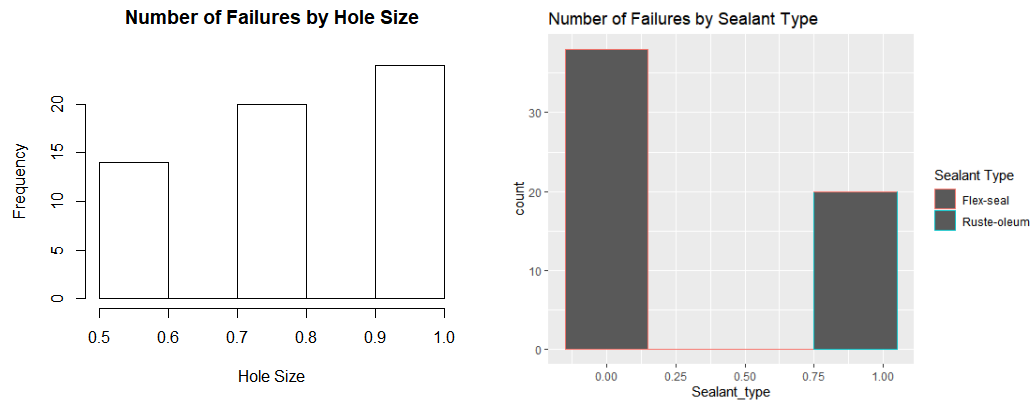 Number of Failures by Hole Size
20
15
10
5
0
Frequency
0.5 0.6 0.7 0.8 0.9 1.0
Hole Size
Number of Failures by Sealant Type
30
20
10
0
count
0.00 0.25 0.50 0.75 1.00
Sealant_type
Sealant Type
Flex-seal
Ruste-oleum